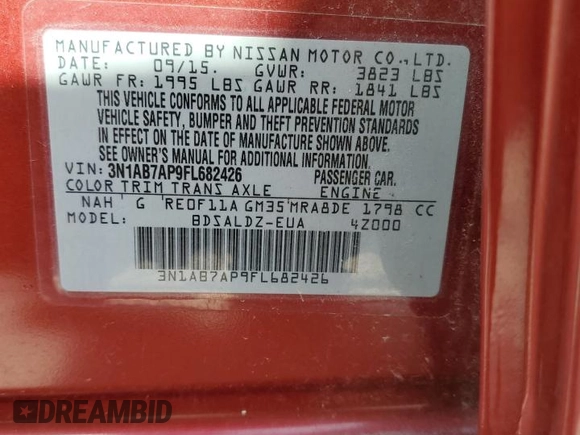 MANUFACTURED BY NISSAN MOTOR CO., LTD.
DATE: 09/15. GVWR: 3823 LBS
GAWR FR: 1995 LBS GAWR RR: 1841 LBS
THIS VEHICLE CONFORMS TO ALL APPLICABLE FEDERAL MOTOR
VEHICLE SAFETY, BUMPER AND THEFT PREVENTION STANDARDS
IN EFFECT ON THE DATE OF MANUFACTURE SHOWN ABOVE.
SEE OWNER'S MANUAL FOR ADDITIONAL INFORMATION.
VIN: 3N1AB7AP9FL682426 PASSENGER CAR.
COLOR TRIM TRANS AXLE ENGINE
NAH G RE0F11A GM35 MRA8DE 1798 CC
MODEL: BDSALDZ-EUA 4Z000
3N1AB7AP9FL682426
DREAMBID